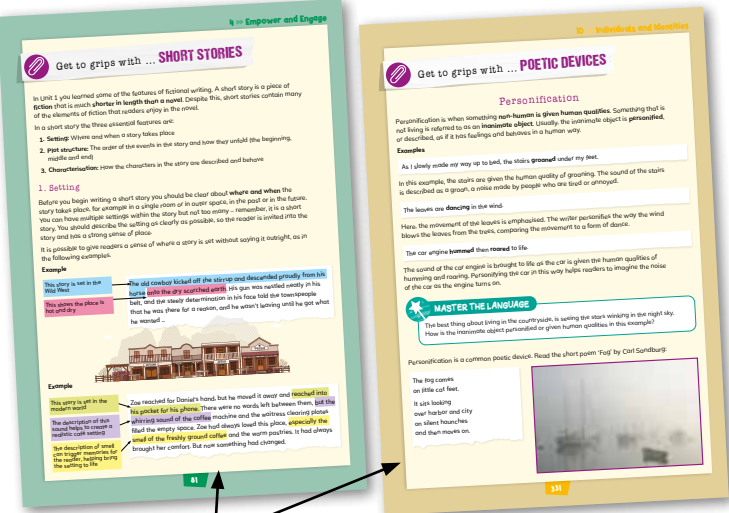 4 >> Empower and Engage
Get to grips with ... SHORT STORIES
In Unit 1 you learned some of the features of fictional writing. A short story is a piece of
fiction that is much shorter in length than a novel. Despite this, short stories contain many
of the elements of fiction that readers enjoy in the novel.
In a short story the three essential features are:
1. Setting: Where and when a story takes place
2. Plot structure: The order of the events in the story and how they unfold (the beginning,
middle and end)
3. Characterisation: How the characters in the story are described and behave
1. Setting
Before you begin writing a short story you should be clear about where and when the
story takes place, for example in a single room or in outer space, in the past or in the future.
You can have multiple settings within the story but not too many – remember, it is a short
story. You should describe the setting as clearly as possible, so the reader is invited into the
story and has a strong sense of place.
It is possible to give readers a sense of where a story is set without saying it outright, as in
the following examples.
Example
This story is set in the
Wild West
This shows the place is
hot and dry
The old cowboy kicked off the stirrup and descended proudly from his
horse onto the dry scorched earth. His gun was nestled neatly in his
belt, and the steely determination in his face told the townspeople
that he was there for a reason, and he wasn't leaving until he got what
he wanted ...
Example
This story is set in the
modern world
The description of this
sound helps to create a
realistic café setting
The description of smell
can trigger memories for
the reader, helping bring
the setting to life
Zoe reached for Daniel's hand, but he moved it away and reached into
his pocket for his phone. There were no words left between them, but the
whirring sound of the coffee machine and the waitress clearing plates
filled the empty space. Zoe had always loved this place, especially the
smell of the freshly ground coffee and the warm pastries. It had always
brought her comfort. But now something had changed.
81
10 Individuals and Identities
Get to grips with ... POETIC DEVICES
Personification
Personification is when something non-human is given human qualities. Something that is
not living is referred to as an inanimate object. Usually, the inanimate object is personified,
or described, as if it has feelings and behaves in a human way.
Examples
As I slowly made my way up to bed, the stairs groaned under my feet.
In this example, the stairs are given the human quality of groaning. The sound of the stairs
is described as a groan, a noise made by people who are tired or annoyed.
The leaves are dancing in the wind.
Here, the movement of the leaves is emphasised. The writer personifies the way the wind
blows the leaves from the trees, comparing the movement to a form of dance.
The car engine hummed then roared to life.
The sound of the car engine is brought to life as the car is given the human qualities of
humming and roaring. Personifying the car in this way helps readers to imagine the noise
of the car as the engine turns on.
MASTER THE LANGUAGE
The best thing about living in the countryside, is seeing the stars winking in the night sky.
How is the inanimate object personified or given human qualities in this example?
Personification is a common poetic device. Read the short poem 'Fog' by Carl Sandburg:
The fog comes
on little cat feet.
It sits looking
over harbor and city
on silent haunches
and then moves on.
331